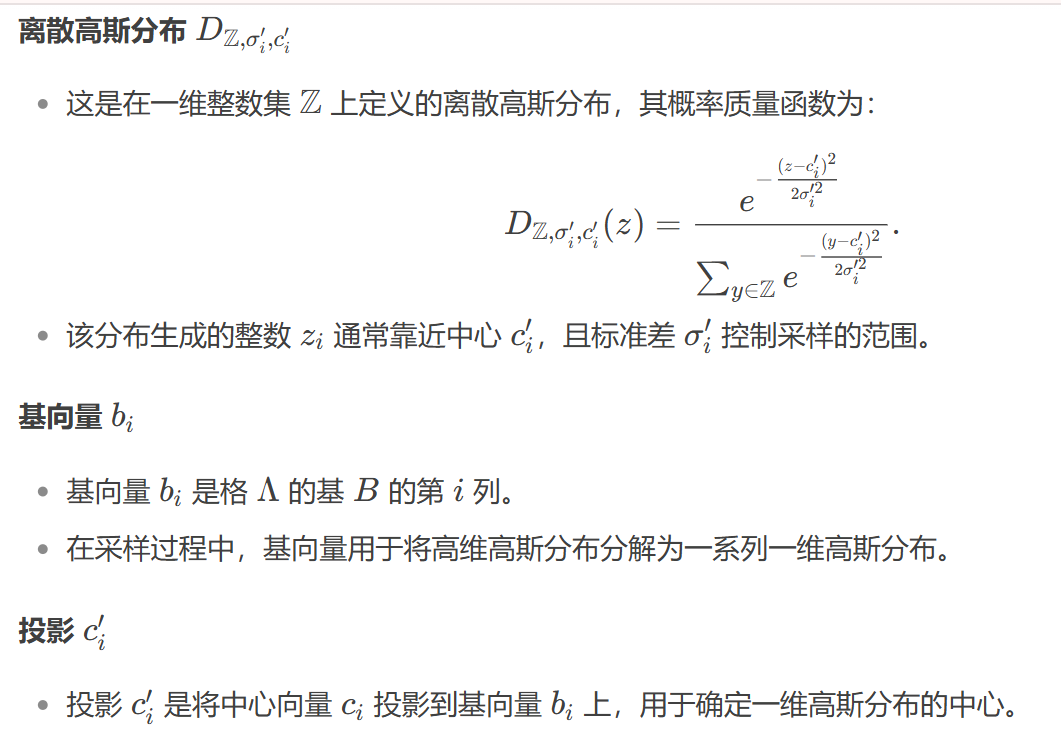 离散高斯分布 $D_{\mathbb{Z},\sigma_i',c_i'}$
• 这是在一维整数集 $\mathbb{Z}$ 上定义的离散高斯分布，其概率质量函数为：
$D_{\mathbb{Z},\sigma_i',c_i'}(z) = \frac{e^{-\frac{(z-c_i')^2}{2\sigma_i'^2}}}{\sum_{y\in\mathbb{Z}} e^{-\frac{(y-c_i')^2}{2\sigma_i'^2}}}.$
• 该分布生成的整数 $z_i$ 通常靠近中心 $c_i'$，且标准差 $\sigma_i'$ 控制采样的范围。
基向量 $b_i$
• 基向量 $b_i$ 是格 $\Lambda$ 的基 $B$ 的第 $i$ 列。
• 在采样过程中，基向量用于将高维高斯分布分解为一系列一维高斯分布。
投影 $c_i'$
• 投影 $c_i'$ 是将中心向量 $c_i$ 投影到基向量 $b_i$ 上，用于确定一维高斯分布的中心。